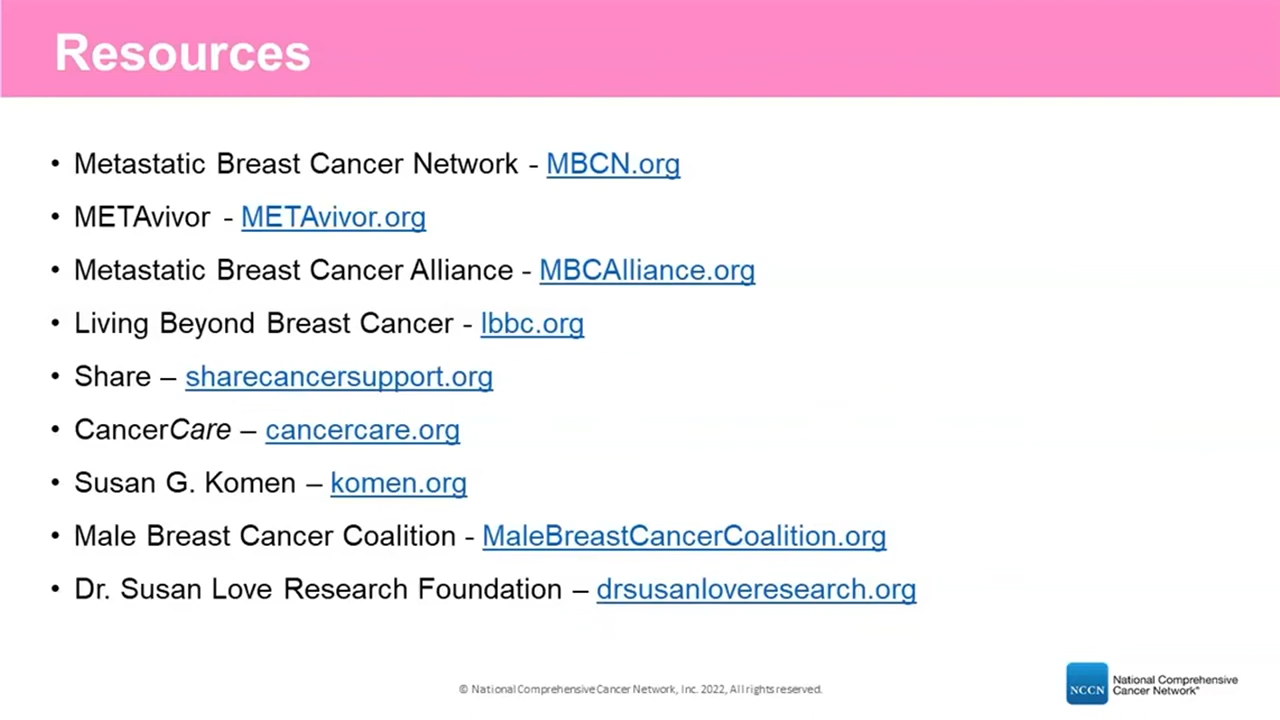 Resources
• Metastatic Breast Cancer Network - MBCN.org
• METAvivor - METAvivor.org
• Metastatic Breast Cancer Alliance - MBCAlliance.org
• Living Beyond Breast Cancer - lbbc.org
• Share – sharecancersupport.org
• CancerCare – cancercare.org
• Susan G. Komen – komen.org
• Male Breast Cancer Coalition - MaleBreastCancerCoalition.org
• Dr. Susan Love Research Foundation – drsusanloveresearch.org
© National Comprehensive Cancer Network, Inc. 2022, All rights reserved.
NCCN
National Comprehensive
Cancer Network®